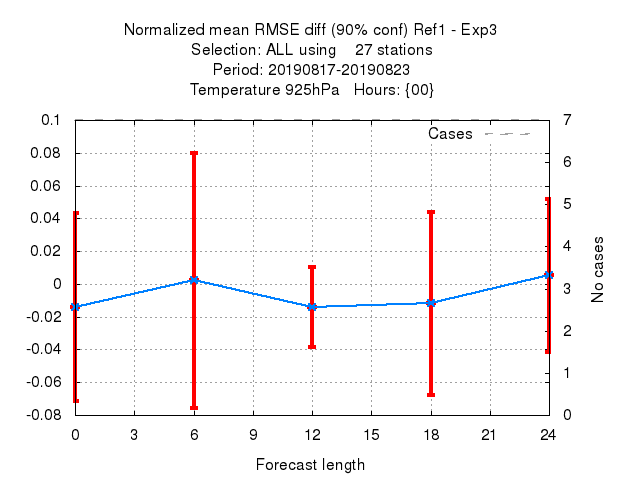 Normalized mean RMSE diff (90% conf) Ref1 - Exp3
Selection: ALL using    27 stations
Period: 20190817-20190823
Temperature 925hPa   Hours: {00}
Cases
0.1
0.08
0.06
0.04
0.02
0
-0.02
-0.04
-0.06
-0.08
7
6
5
4
3
2
1
0
No cases
0 3 6 9 12 15 18 21 24
Forecast length